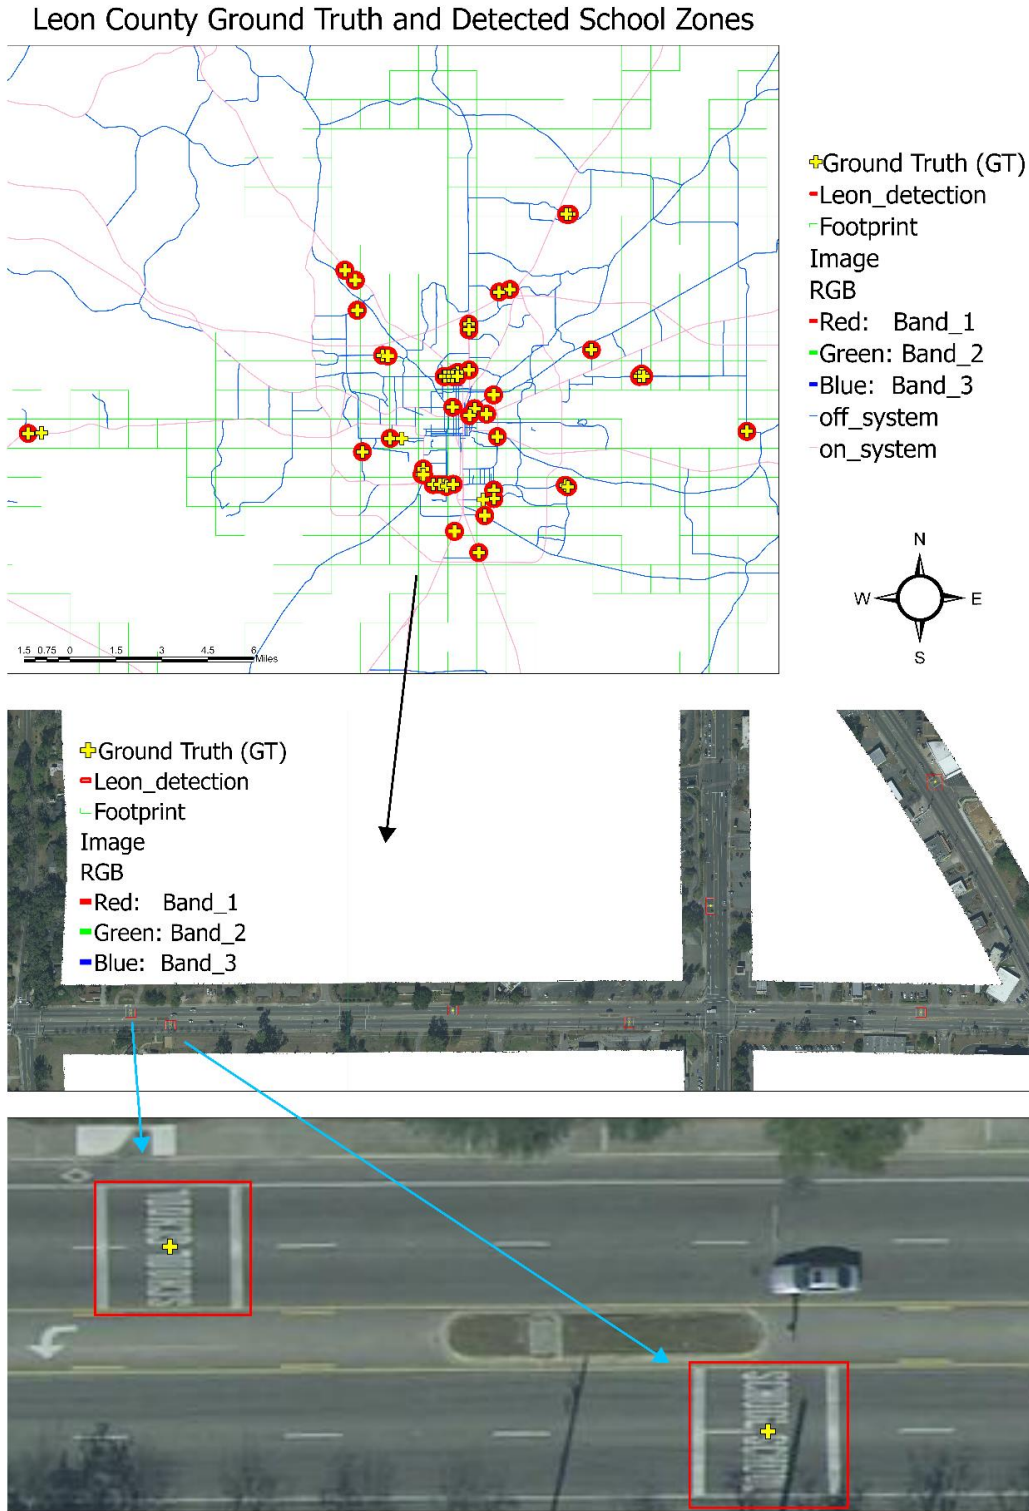 Leon County Ground Truth and Detected School Zones
Ground Truth (GT)
Leon_detection
Footprint
Image
RGB
Red: Band_1
Green: Band_2
Blue: Band_3
off_system
on_system
N
W E
S
1.5 0.75 0 1.5 3 4.5 6
Miles
Ground Truth (GT)
Leon_detection
Footprint
Image
RGB
Red: Band_1
Green: Band_2
Blue: Band_3
SCHOOL SCHOOL
SCHOOL SCHOOL